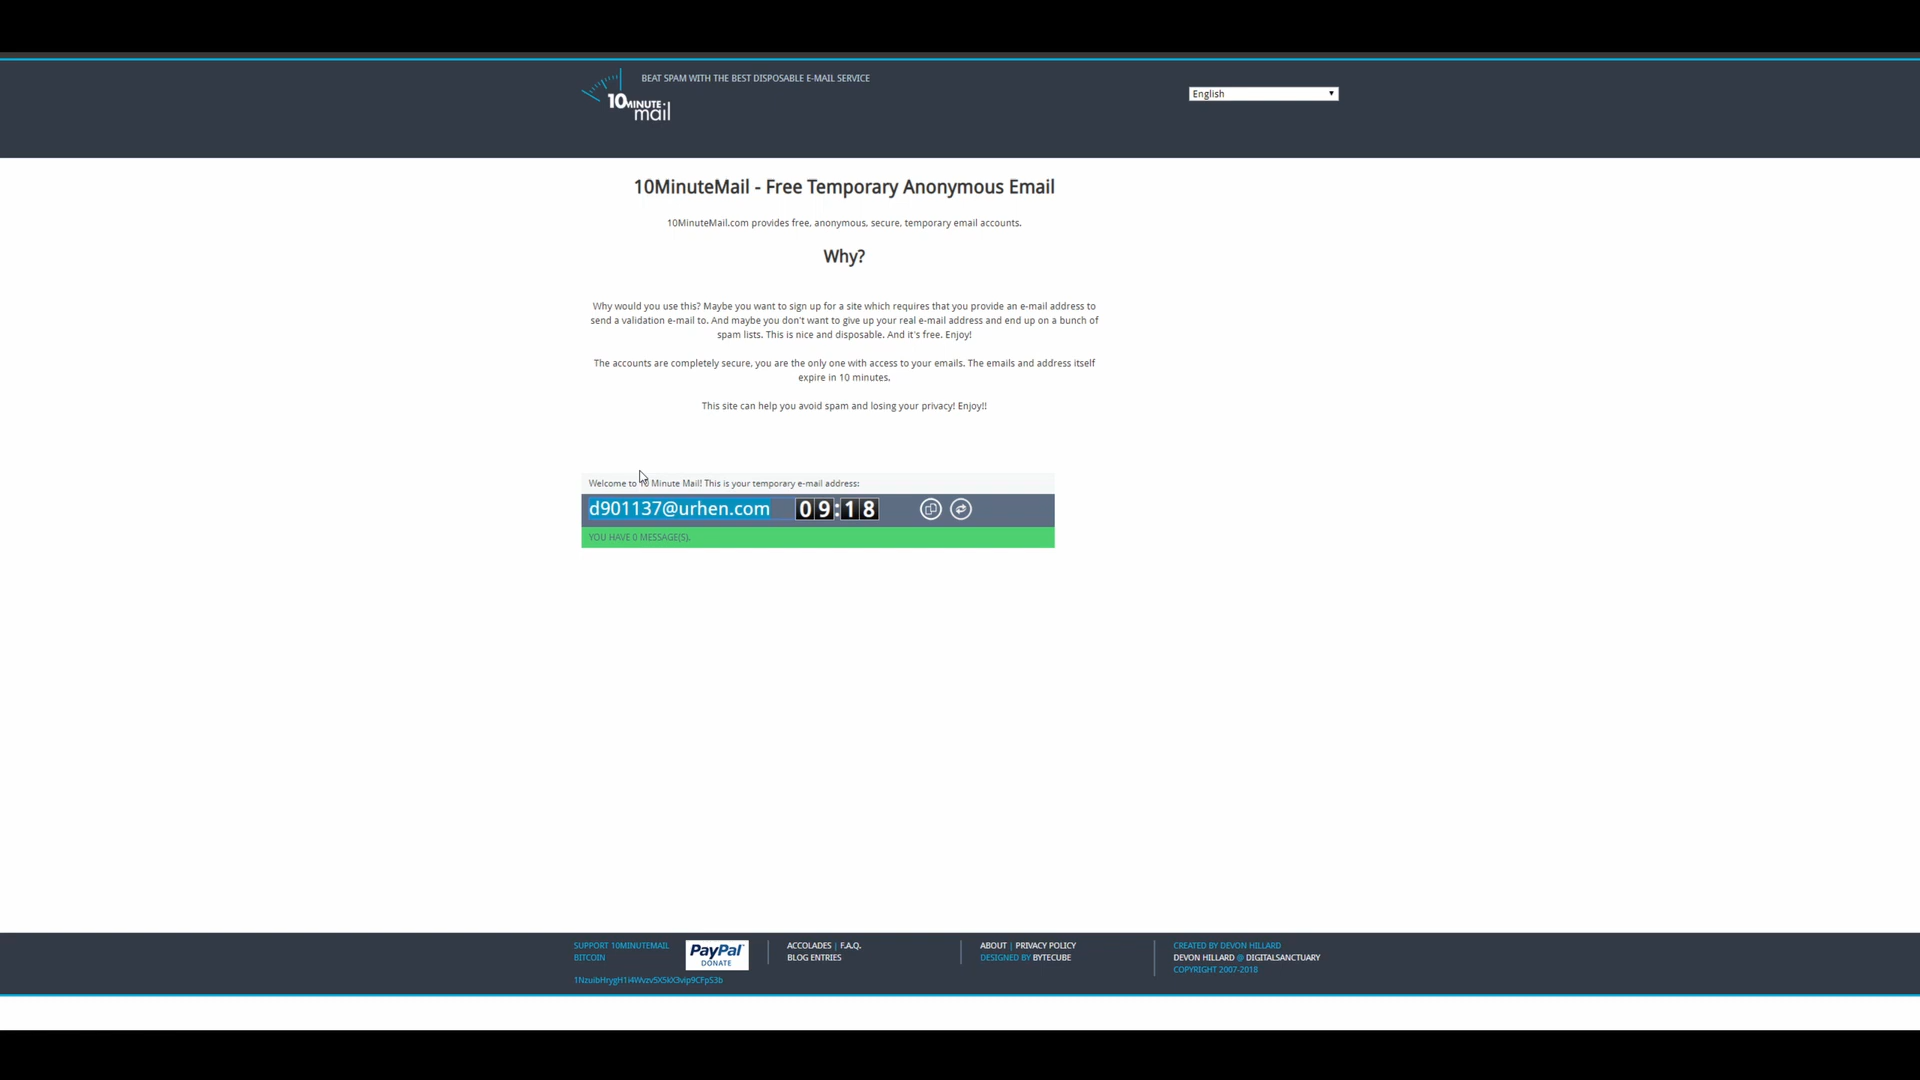 BEAT SPAM WITH THE BEST DISPOSABLE E-MAIL SERVICE
10MINUTE
mail
English
10MinuteMail - Free Temporary Anonymous Email
10MinuteMail.com provides free, anonymous, secure, temporary email accounts.
Why?
Why would you use this? Maybe you want to sign up for a site which requires that you provide an e-mail address to
send a validation e-mail to. And maybe you don't want to give up your real e-mail address and end up on a bunch of
spam lists. This is nice and disposable. And it's free. Enjoy!
The accounts are completely secure, you are the only one with access to your emails. The emails and address itself
expire in 10 minutes.
This site can help you avoid spam and losing your privacy! Enjoy!!
Welcome to 10 Minute Mail! This is your temporary e-mail address:
d901137@urhen.com 09:18
YOU HAVE 0 MESSAGE(S).
SUPPORT 10MINUTEMAIL
BITCOIN
PayPal
DONATE
ACCOLADES | F.A.Q.
BLOG ENTRIES
ABOUT | PRIVACY POLICY
DESIGNED BY BYTECUBE
CREATED BY DEVON HILLARD
DEVON HILLARD @ DIGITALSANCTUARY
COPYRIGHT 2007-2018